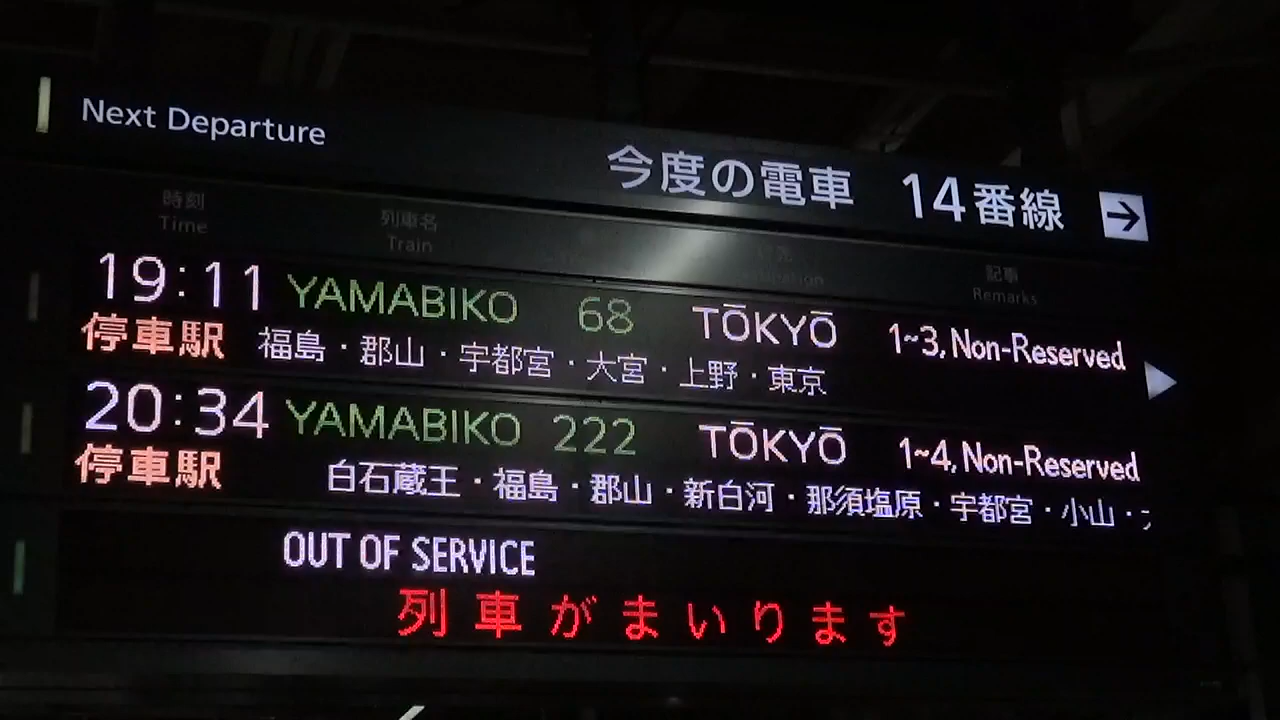 Next Departure
今度の電車 14番線 →
時刻 列車名 記事
Time Train Remarks
19:11 YAMABIKO 68 TŌKYŌ 1~3, Non-Reserved
停車駅 福島・郡山・宇都宮・大宮・上野・東京
20:34 YAMABIKO 222 TŌKYŌ 1~4, Non-Reserved
停車駅 白石蔵王・福島・郡山・新白河・那須塩原・宇都宮・小山・
OUT OF SERVICE
列車がまいります